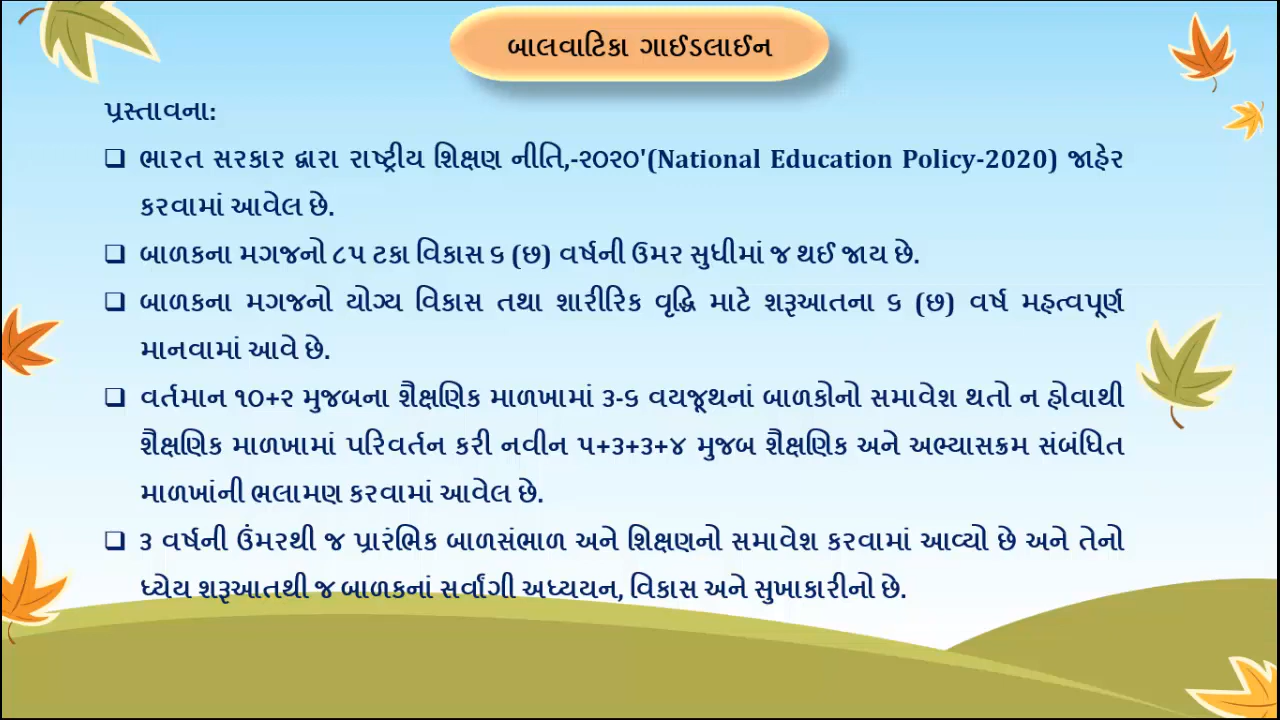 બાલવાટિકા ગાઈડલાઈન
પ્રસ્તાવના:
❑ ભારત સરકાર દ્વારા રાષ્ટ્રીય શિક્ષણ નીતિ,-૨૦૨૦'(National Education Policy-2020) જાહેર
કરવામાં આવેલ છે.
❑ બાળકના મગજનો ૮૫ ટકા વિકાસ ૬ (છ) વર્ષની ઉમર સુધીમાં જ થઈ જાય છે.
❑ બાળકના મગજનો યોગ્ય વિકાસ તથા શારીરિક વૃદ્ધિ માટે શરૂઆતના ૬ (છ) વર્ષ મહત્વપૂર્ણ
માનવામાં આવે છે.
❑ વર્તમાન ૧૦+૨ મુજબના શૈક્ષણિક માળખામાં ૩-૬ વયજૂથનાં બાળકોનો સમાવેશ થતો ન હોવાથી
શૈક્ષણિક માળખામાં પરિવર્તન કરી નવીન ૫+૩+૩+૪ મુજબ શૈક્ષણિક અને અભ્યાસક્રમ સંબંધિત
માળખાંની ભલામણ કરવામાં આવેલ છે.
❑ ૩ વર્ષની ઉંમરથી જ પ્રારંભિક બાળસંભાળ અને શિક્ષણનો સમાવેશ કરવામાં આવ્યો છે અને તેનો
ધ્યેય શરૂઆતથી જ બાળકનાં સર્વાંગી અધ્યયન, વિકાસ અને સુખાકારીનો છે.